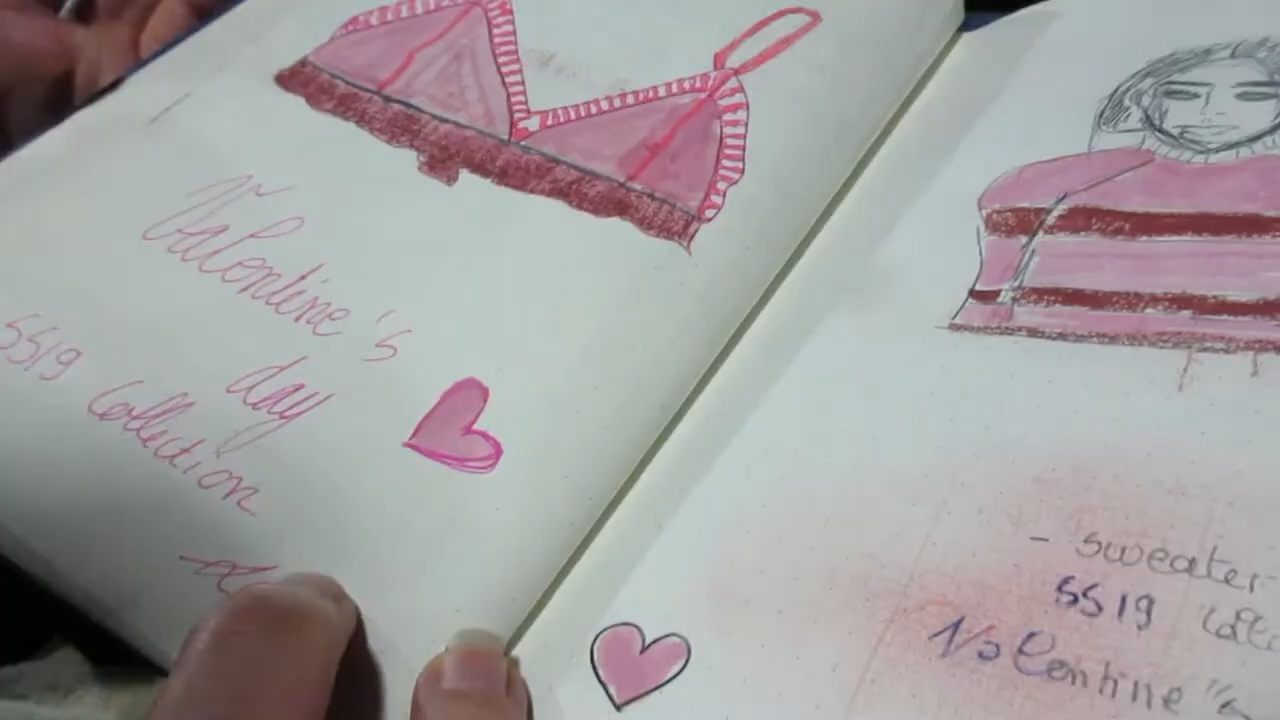 Valentine's
day
SS19
Collection
- sweater
SS19
Valentine